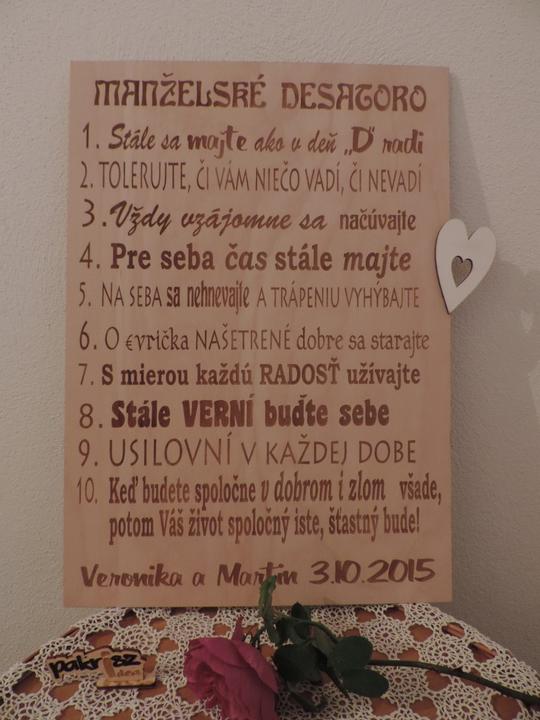 MANŽELSKÉ DESATORO
1. Stále sa majte ako v deň „D" radi
2. TOLERUJTE, ČI VÁM NIEČO VADÍ, ČI NEVADÍ
3. Vždy vzájomne sa načúvajte
4. Pre seba čas stále majte
5. NA SEBA sa nehnevajte A TRÁPENIU VYHÝBAJTE
6. O €vrička NAŠETRENÉ dobre sa starajte
7. S mierou každú RADOSŤ užívajte
8. Stále VERNÍ buďte sebe
9. USILOVNÍ V KAŽDEJ DOBE
10. Keď budete spoločne v dobrom i zlom všade,
potom Váš život spoločný iste, šťastný bude!
Veronika a Martin 3.10.2015